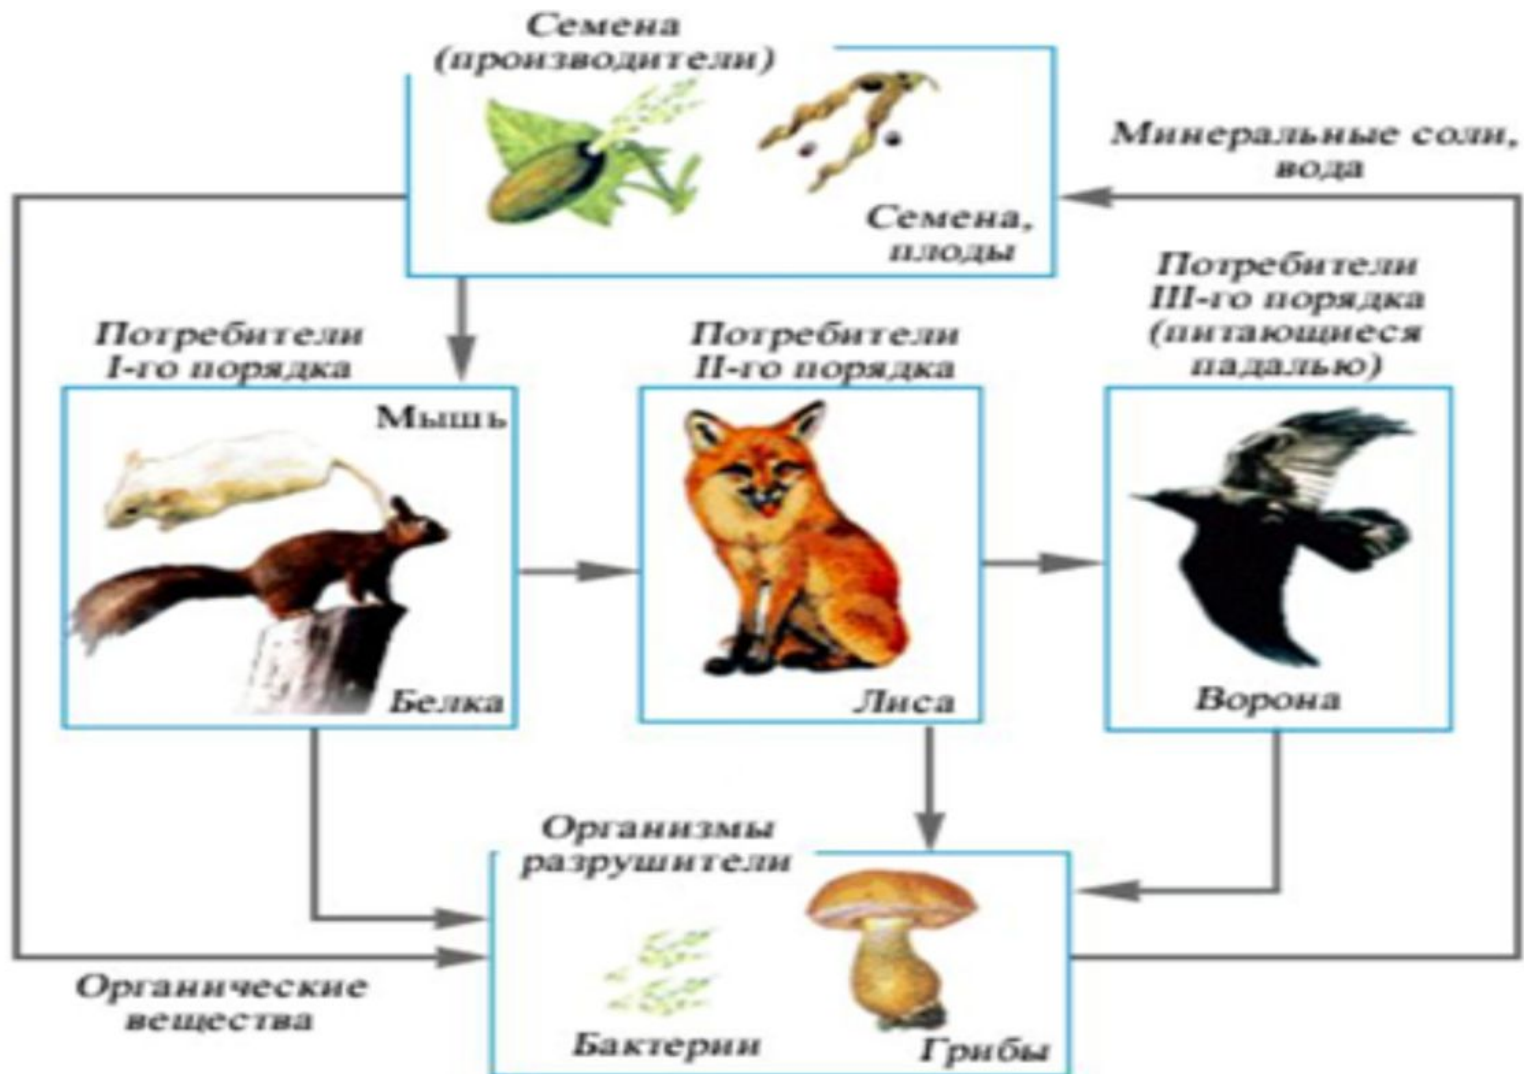 Семена
(производители)
Семена,
плоды
Минеральные соли,
вода
Потребители
I-го порядка
Мышь
Белка
Потребители
II-го порядка
Лиса
Потребители
III-го порядка
(питающиеся
падалью)
Ворона
Организмы
разрушители
Бактерии
Грибы
Органические
вещества